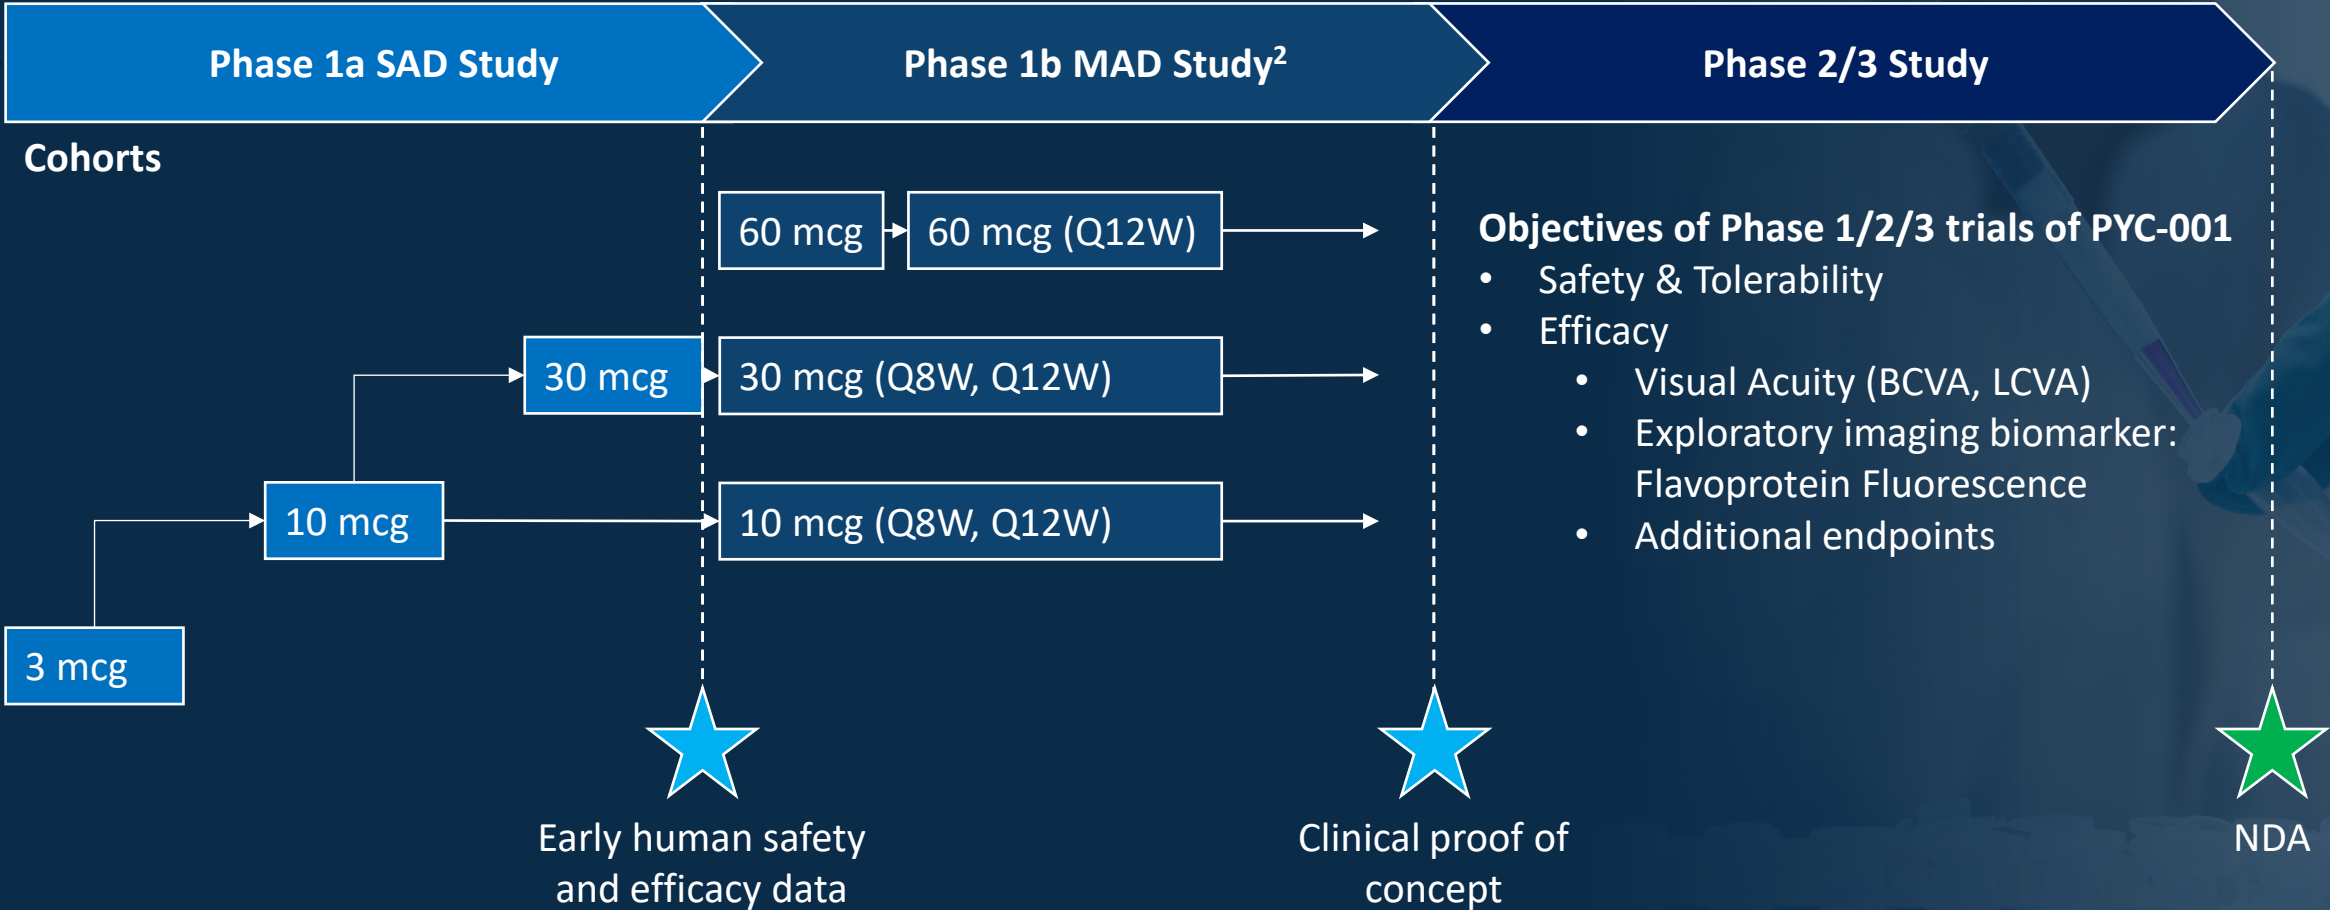 Phase 1a SAD Study
Phase 1b MAD Study²
Phase 2/3 Study
Cohorts
60 mcg
60 mcg (Q12W)
30 mcg
30 mcg (Q8W, Q12W)
10 mcg
10 mcg (Q8W, Q12W)
3 mcg
Objectives of Phase 1/2/3 trials of PYC-001
• Safety & Tolerability
• Efficacy
• Visual Acuity (BCVA, LCVA)
• Exploratory imaging biomarker:
Flavoprotein Fluorescence
• Additional endpoints
Early human safety
and efficacy data
Clinical proof of
concept
NDA